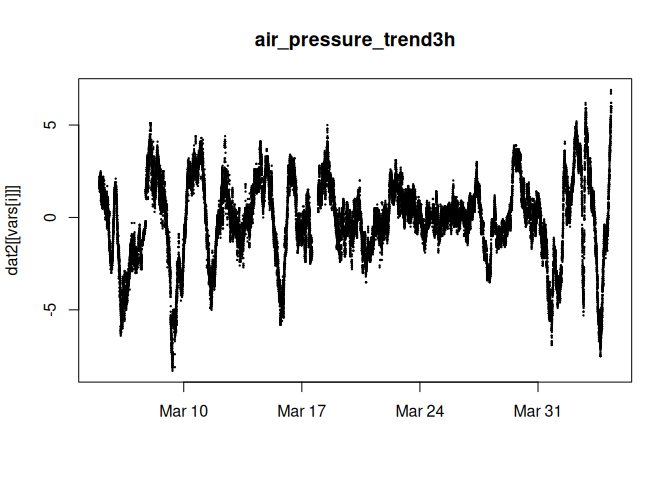 air_pressure_trend3h
dat2[[vars[i]]]
5
0
-5
Mar 10
Mar 17
Mar 24
Mar 31